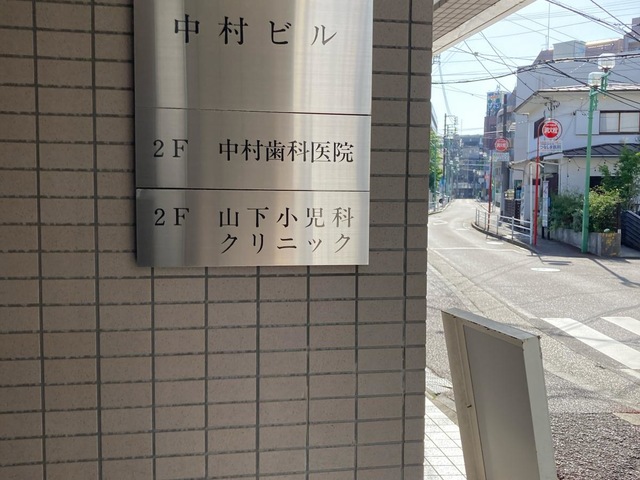 中村ビル
2F 中村歯科医院
2F 山下小児科
クリニック